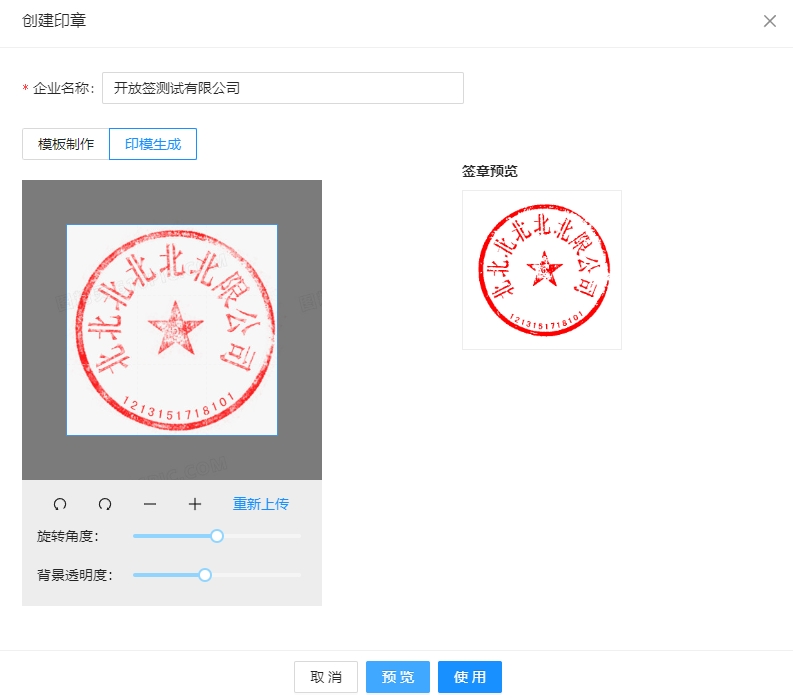 创建印章
* 企业名称： 开放签测试有限公司
模板制作 印模生成
签章预览
北北北北北北限公司
1213151718101
北北北北北北限公司
1213151718101
重新上传
旋转角度：
背景透明度：
取 消 预 览 使 用